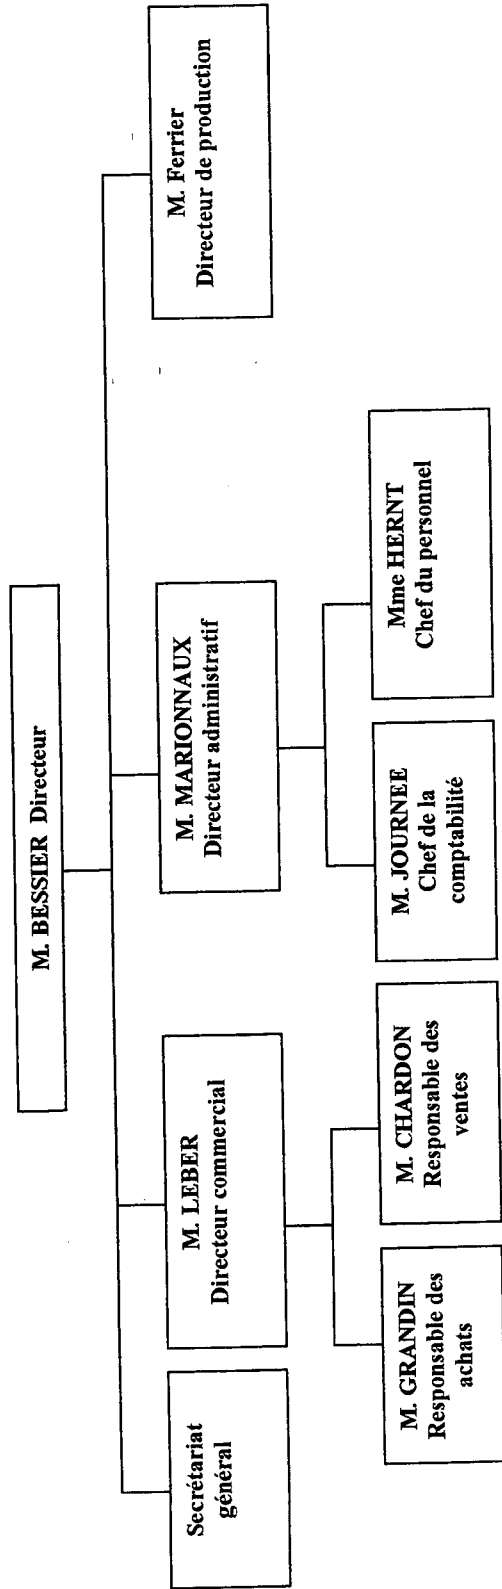 M. BESSIER Directeur
Secrétariat
général
M. LEBER
Directeur commercial
M. MARIONNAUX
Directeur administratif
M. Ferrier
Directeur de production
M. GRANDIN
Responsable des
achats
M. CHARDON
Responsable des
ventes
M. JOURNEE
Chef de la
comptabilité
Mme HERNT
Chef du personnel